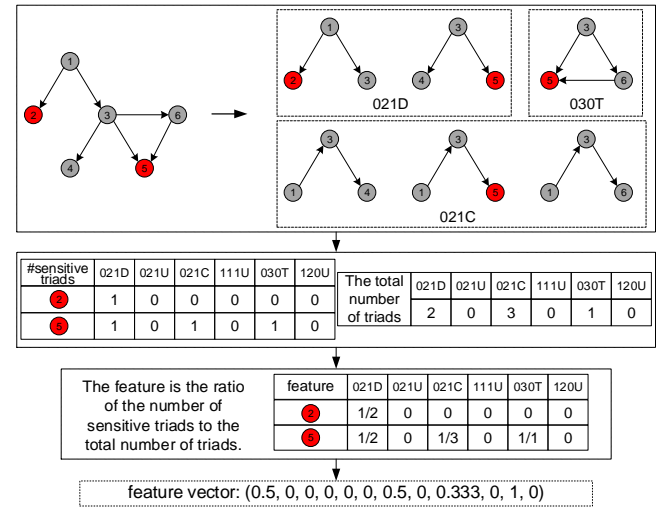 1
2
3
6
4
5
1
2
3
3
4
5
021D
3
5
6
030T
3
1
4
3
1
5
3
1
6
021C
#sensitive triads 021D 021U 021C 111U 030T 120U
2 1 0 0 0 0 0
5 1 0 1 0 1 0
The total number of triads 021D 021U 021C 111U 030T 120U
2 0 3 0 1 0
The feature is the ratio
of the number of
sensitive triads to the
total number of triads.
feature 021D 021U 021C 111U 030T 120U
2 1/2 0 0 0 0 0
5 1/2 0 1/3 0 1/1 0
feature vector: (0.5, 0, 0, 0, 0, 0, 0.5, 0, 0.333, 0, 1, 0)